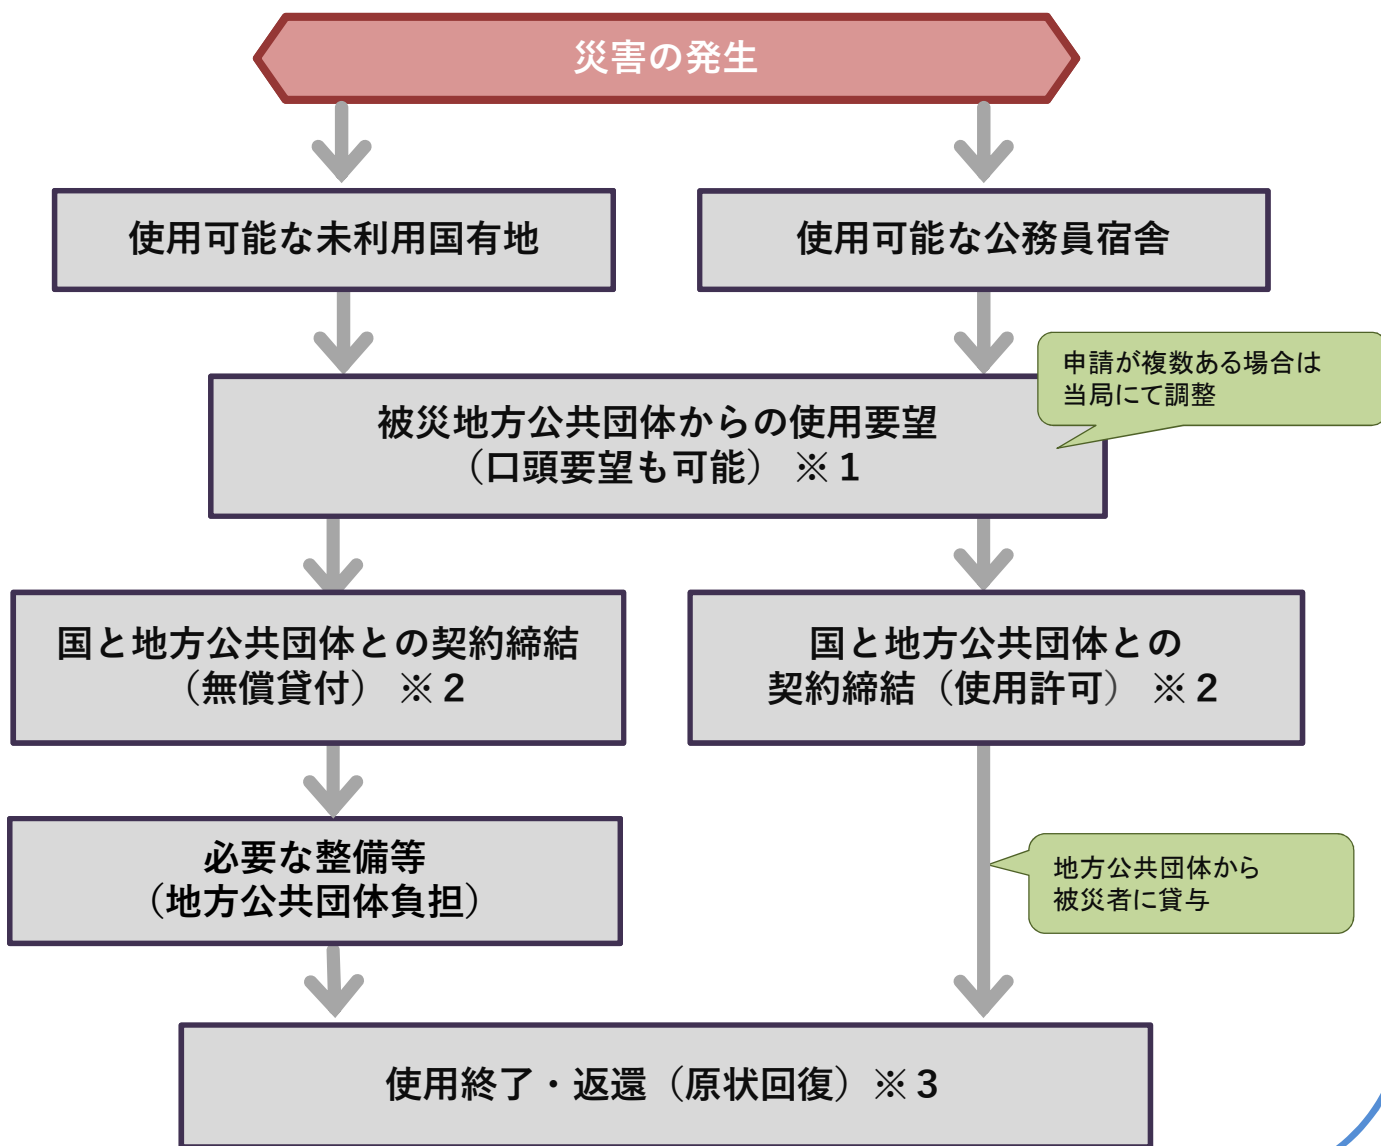 災害の発生
使用可能な未利用国有地
使用可能な公務員宿舎
申請が複数ある場合は
当局にて調整
被災地方公共団体からの使用要望
（口頭要望も可能） ※１
国と地方公共団体との契約締結
（無償貸付） ※２
国と地方公共団体との
契約締結（使用許可） ※２
必要な整備等
（地方公共団体負担）
地方公共団体から
被災者に貸与
使用終了・返還（原状回復）※３